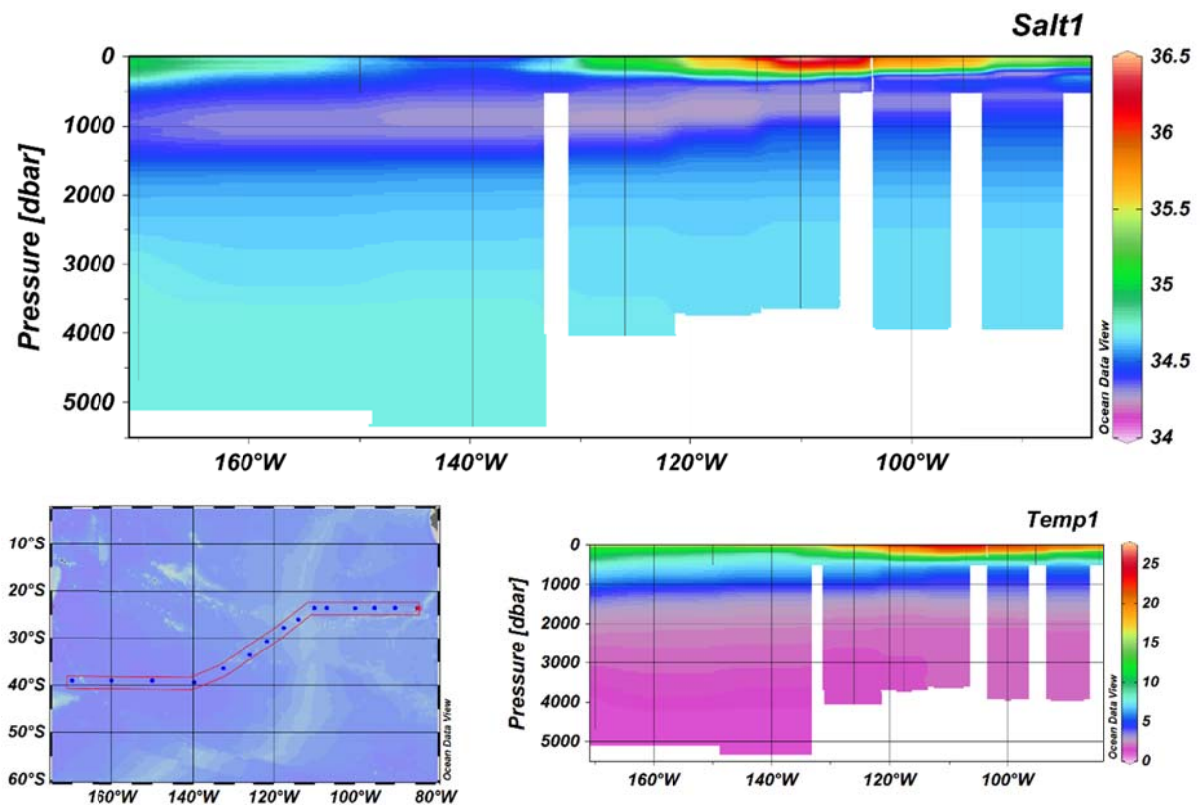 Salt1
Pressure [dbar]
0
1000
2000
3000
4000
5000
160°W
140°W
120°W
100°W
36.5
36
35.5
35
34.5
34
Ocean Data View
10°S
20°S
30°S
40°S
50°S
60°S
160°W
140°W
120°W
100°W
80°W
Ocean Data View
Temp1
Pressure [dbar]
0
1000
2000
3000
4000
5000
160°W
140°W
120°W
100°W
25
20
15
10
5
0
Ocean Data View